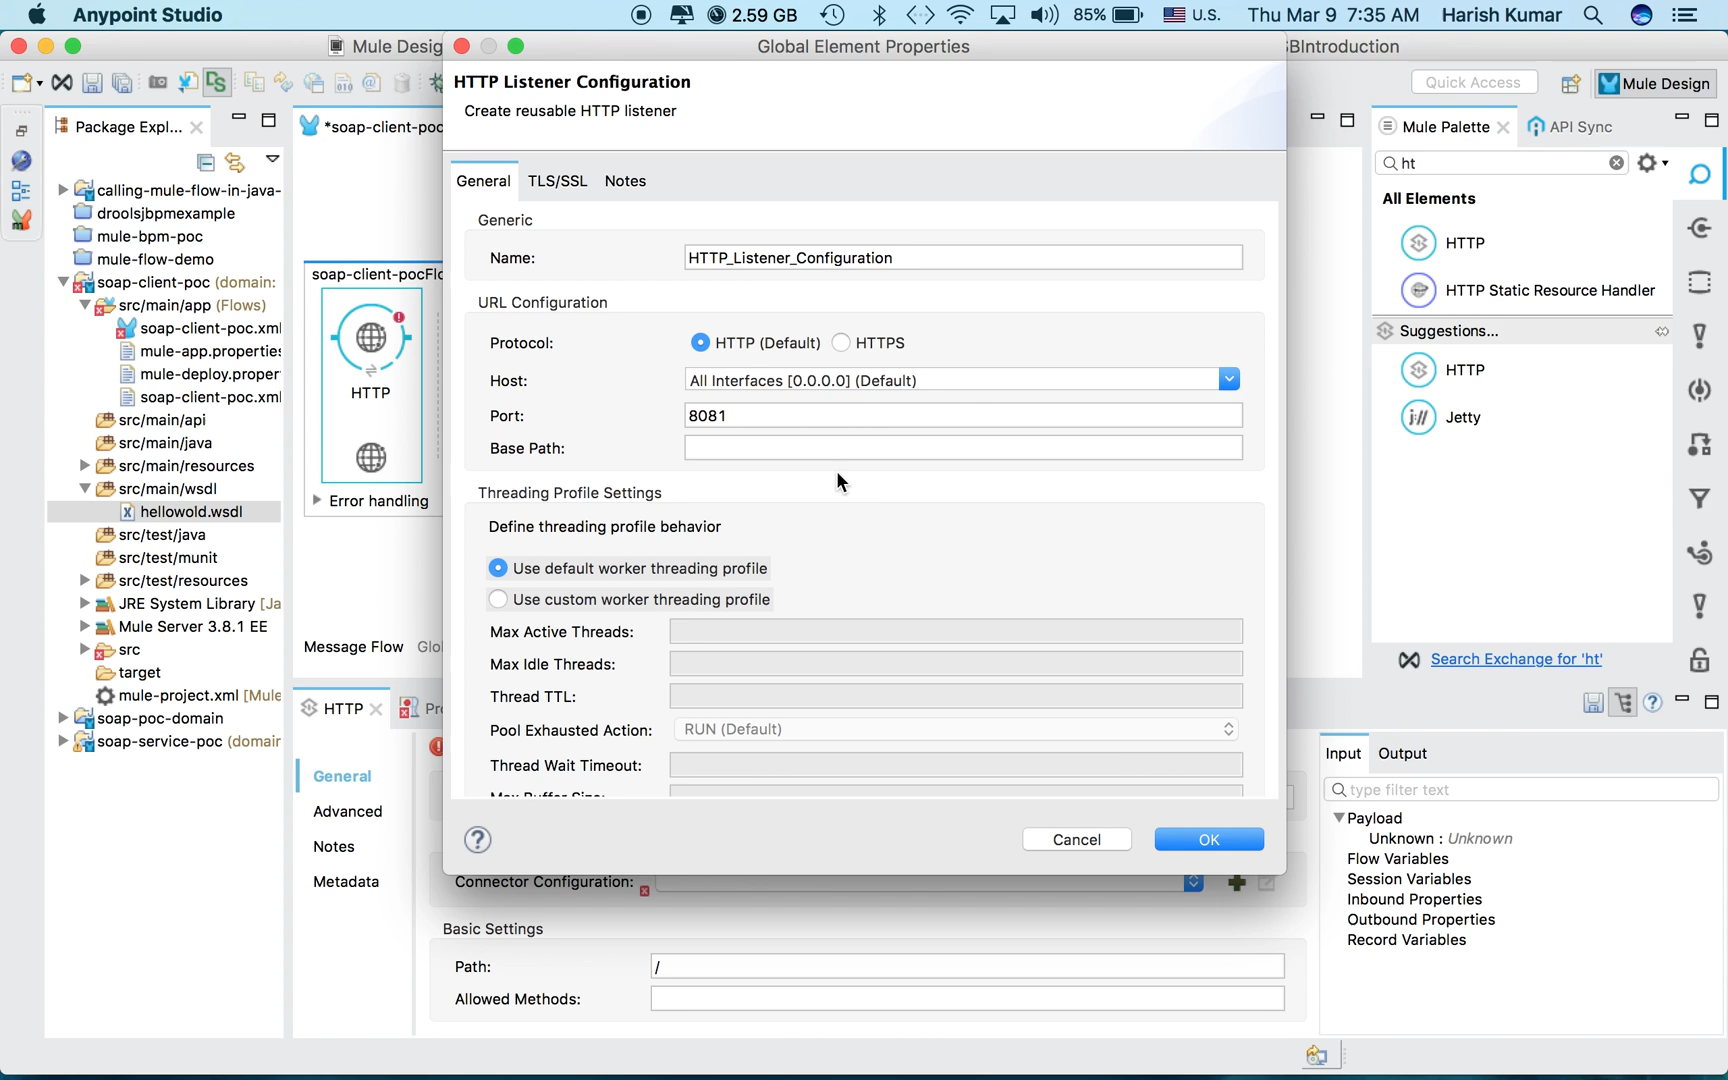 Anypoint Studio
2.59 GB
85%
U.S.
Thu Mar 9 7:35 AM
Harish Kumar
Mule Desig
Global Element Properties
BIntroduction
HTTP Listener Configuration
Create reusable HTTP listener
Quick Access
Mule Design
Package Expl...
*soap-client-poc
Mule Palette
API Sync
ht
General
TLS/SSL
Notes
All Elements
HTTP
HTTP Static Resource Handler
Suggestions...
HTTP
Jetty
Search Exchange for 'ht'
calling-mule-flow-in-java-
droolsjbpmexample
mule-bpm-poc
mule-flow-demo
soap-client-poc (domain:
src/main/app (Flows)
soap-client-poc.xml
mule-app.properties
mule-deploy.proper
soap-client-poc.xml
src/main/api
src/main/java
src/main/resources
src/main/wsdl
hellowold.wsdl
src/test/java
src/test/munit
src/test/resources
JRE System Library [Ja
Mule Server 3.8.1 EE
src
target
mule-project.xml [Mule
soap-poc-domain
soap-service-poc (domain
soap-client-pocFlo
HTTP
Error handling
Message Flow
Glo
Generic
Name:
HTTP_Listener_Configuration
URL Configuration
Protocol:
HTTP (Default)
HTTPS
Host:
All Interfaces [0.0.0.0] (Default)
Port:
8081
Base Path:
Threading Profile Settings
Define threading profile behavior
Use default worker threading profile
Use custom worker threading profile
Max Active Threads:
Max Idle Threads:
Thread TTL:
Pool Exhausted Action:
RUN (Default)
Thread Wait Timeout:
Max Buffer Size:
Cancel
OK
HTTP
Pr
General
Advanced
Notes
Metadata
Connector Configuration:
Basic Settings
Path:
/
Allowed Methods:
Input
Output
type filter text
Payload
Unknown : Unknown
Flow Variables
Session Variables
Inbound Properties
Outbound Properties
Record Variables